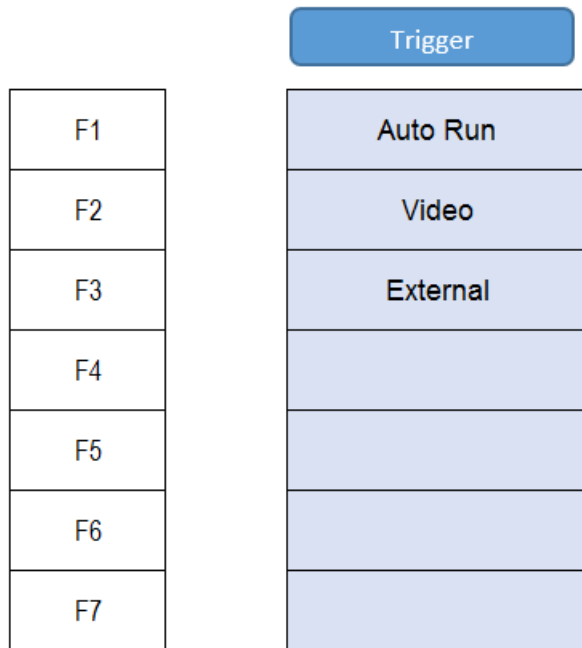 Trigger
F1 Auto Run
F2 Video
F3 External
F4
F5
F6
F7